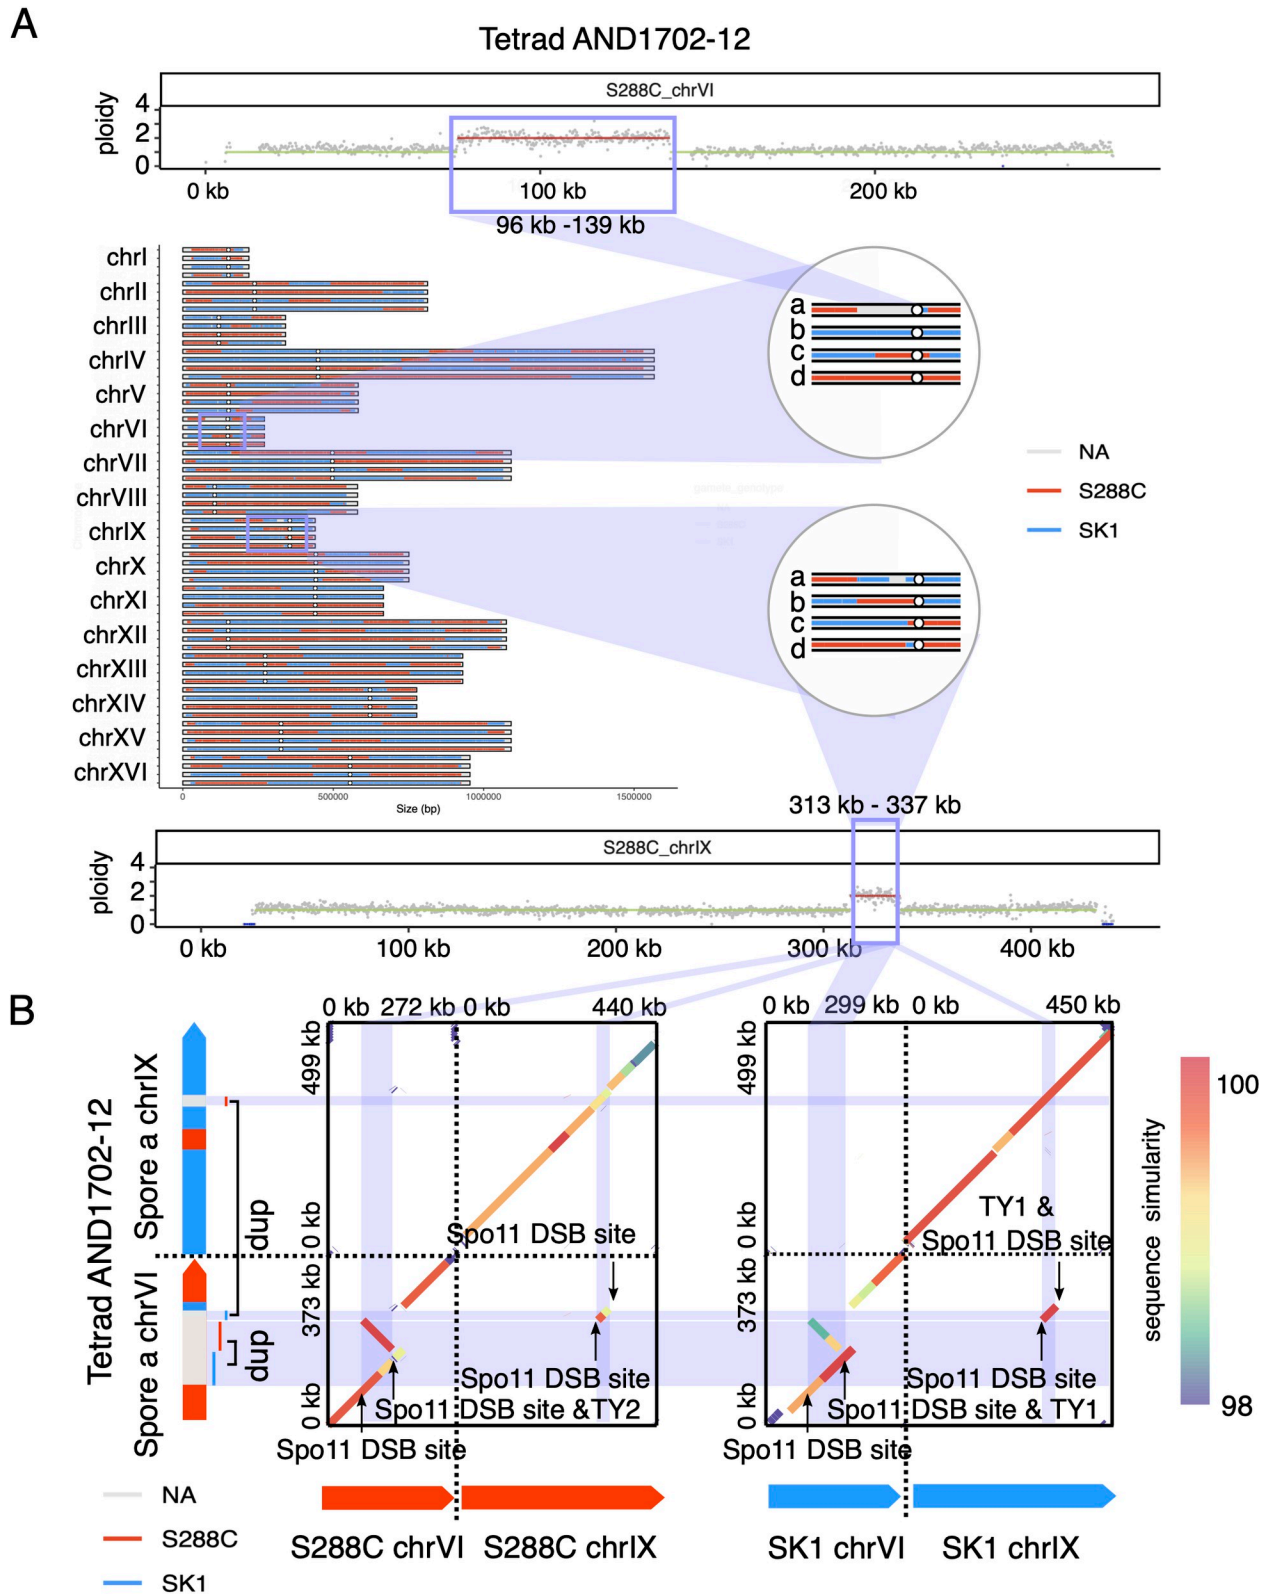 A
Tetrad AND1702-12
S288C_chrVI
ploidy
4
2
0
0 kb 100 kb 200 kb
96 kb -139 kb
chrI
chrII
chrIII
chrIV
chrV
chrVI
chrVII
chrVIII
chrIX
chrX
chrXI
chrXII
chrXIII
chrXIV
chrXV
chrXVI
0 500000 1000000 1500000
Size (bp)
a
b
c
d
NA
S288C
SK1
a
b
c
d
313 kb - 337 kb
S288C_chrIX
ploidy
4
2
0
0 kb 100 kb 200 kb 300 kb 400 kb
B
0 kb 272 kb 0 kb 440 kb
0 kb 299 kb 0 kb 450 kb
Tetrad AND1702-12
Spore a chrVI Spore a chrIX
dup
dup
0 kb 373 kb 0 kb 499 kb
Spo11 DSB site
Spo11 DSB site
Spo11 DSB site &TY2
Spo11 DSB site
0 kb 373 kb 0 kb 499 kb
TY1 &
Spo11 DSB site
Spo11 DSB site
Spo11 DSB site & TY1
Spo11 DSB site
100
98
sequence simularity
NA
S288C
SK1
S288C chrVI S288C chrIX
SK1 chrVI SK1 chrIX